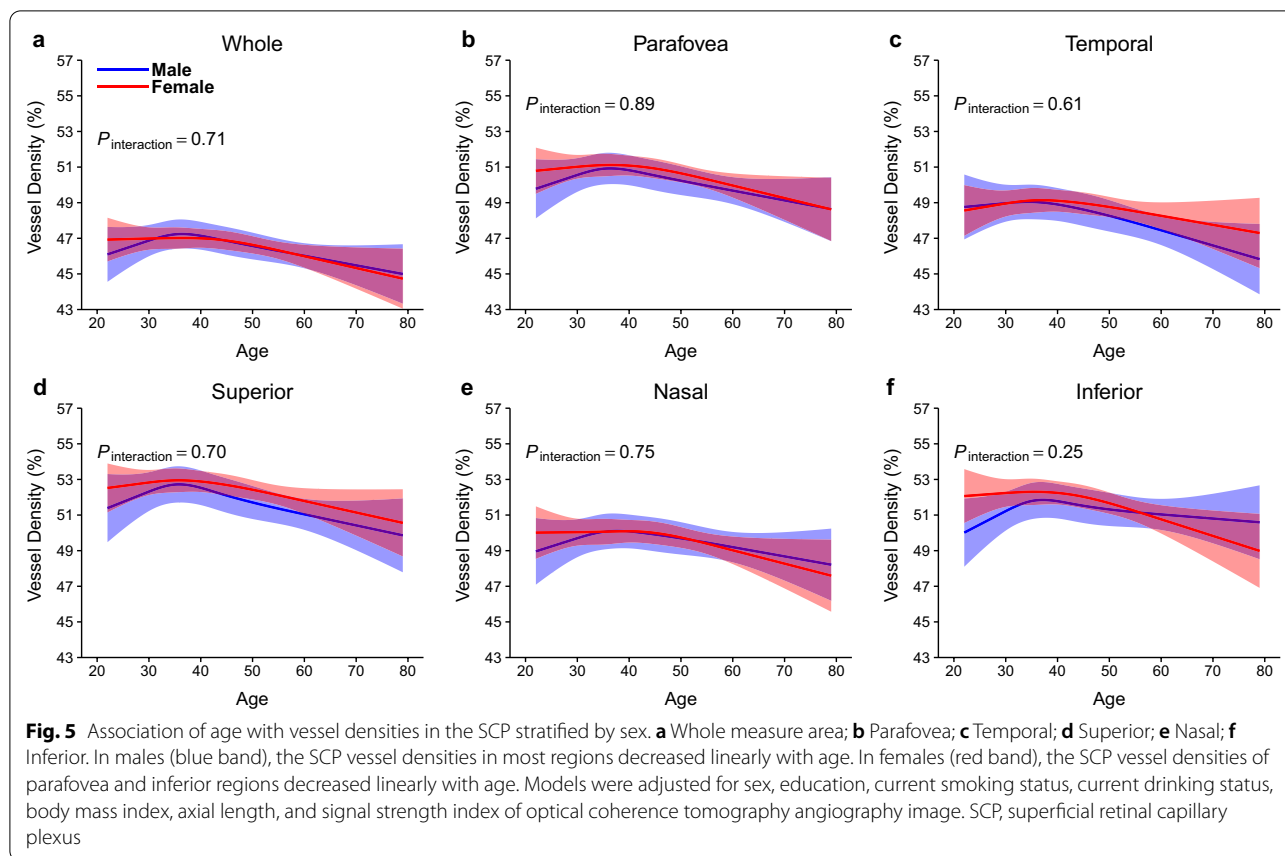 a Whole
57
55
53
51
49
47
45
43
Vessel Density (%)
Male
Female
P interaction = 0.71
20 30 40 50 60 70 80
Age
b Parafovea
57
55
53
51
49
47
45
43
Vessel Density (%)
P interaction = 0.89
20 30 40 50 60 70 80
Age
c Temporal
57
55
53
51
49
47
45
43
Vessel Density (%)
P interaction = 0.61
20 30 40 50 60 70 80
Age
d Superior
57
55
53
51
49
47
45
43
Vessel Density (%)
P interaction = 0.70
20 30 40 50 60 70 80
Age
e Nasal
57
55
53
51
49
47
45
43
Vessel Density (%)
P interaction = 0.75
20 30 40 50 60 70 80
Age
f Inferior
57
55
53
51
49
47
45
43
Vessel Density (%)
P interaction = 0.25
20 30 40 50 60 70 80
Age
Fig. 5 Association of age with vessel densities in the SCP stratified by sex. a Whole measure area; b Parafovea; c Temporal; d Superior; e Nasal; f
Inferior. In males (blue band), the SCP vessel densities in most regions decreased linearly with age. In females (red band), the SCP vessel densities of
parafovea and inferior regions decreased linearly with age. Models were adjusted for sex, education, current smoking status, current drinking status,
body mass index, axial length, and signal strength index of optical coherence tomography angiography image. SCP, superficial retinal capillary
plexus